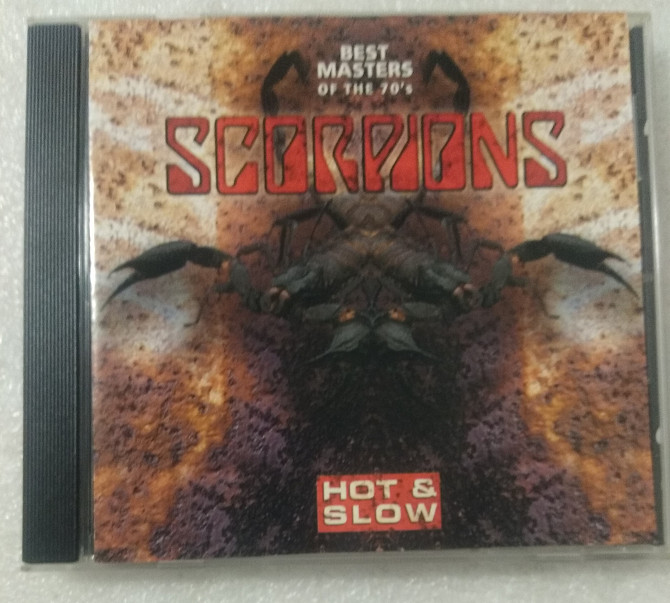 BEST
MASTERS
OF THE 70's
SCORPIONS
HOT &
SLOW